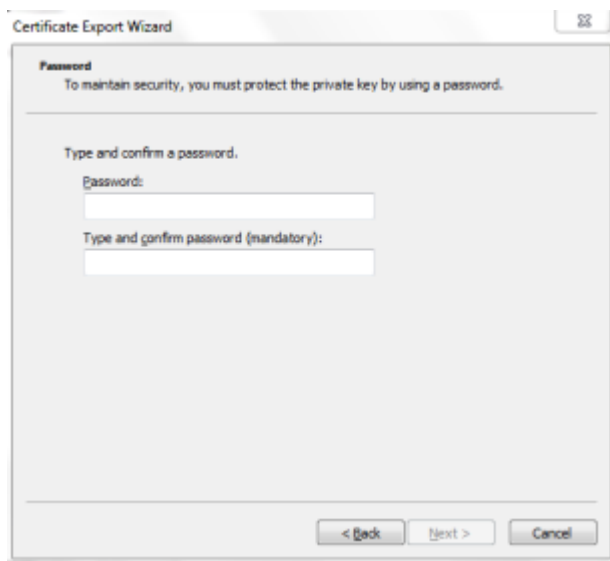 Certificate Export Wizard
Password
To maintain security, you must protect the private key by using a password.
Type and confirm a password.
Password:
Type and confirm password (mandatory):
< Back Next > Cancel